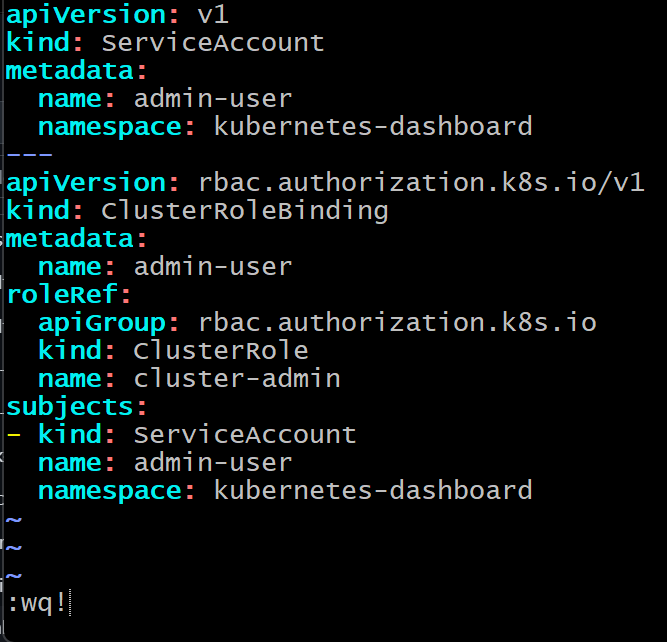 apiVersion: v1
kind: ServiceAccount
metadata:
  name: admin-user
  namespace: kubernetes-dashboard
---
apiVersion: rbac.authorization.k8s.io/v1
kind: ClusterRoleBinding
metadata:
  name: admin-user
roleRef:
  apiGroup: rbac.authorization.k8s.io
  kind: ClusterRole
  name: cluster-admin
subjects:
- kind: ServiceAccount
  name: admin-user
  namespace: kubernetes-dashboard
~
~
~
:wq!